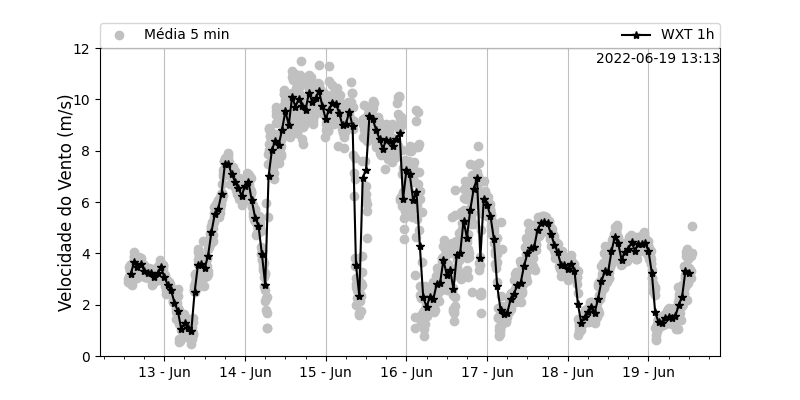 Média 5 min
WXT 1h
2022-06-19 13:13
Velocidade do Vento (m/s)
12
10
8
6
4
2
0
13 - Jun
14 - Jun
15 - Jun
16 - Jun
17 - Jun
18 - Jun
19 - Jun